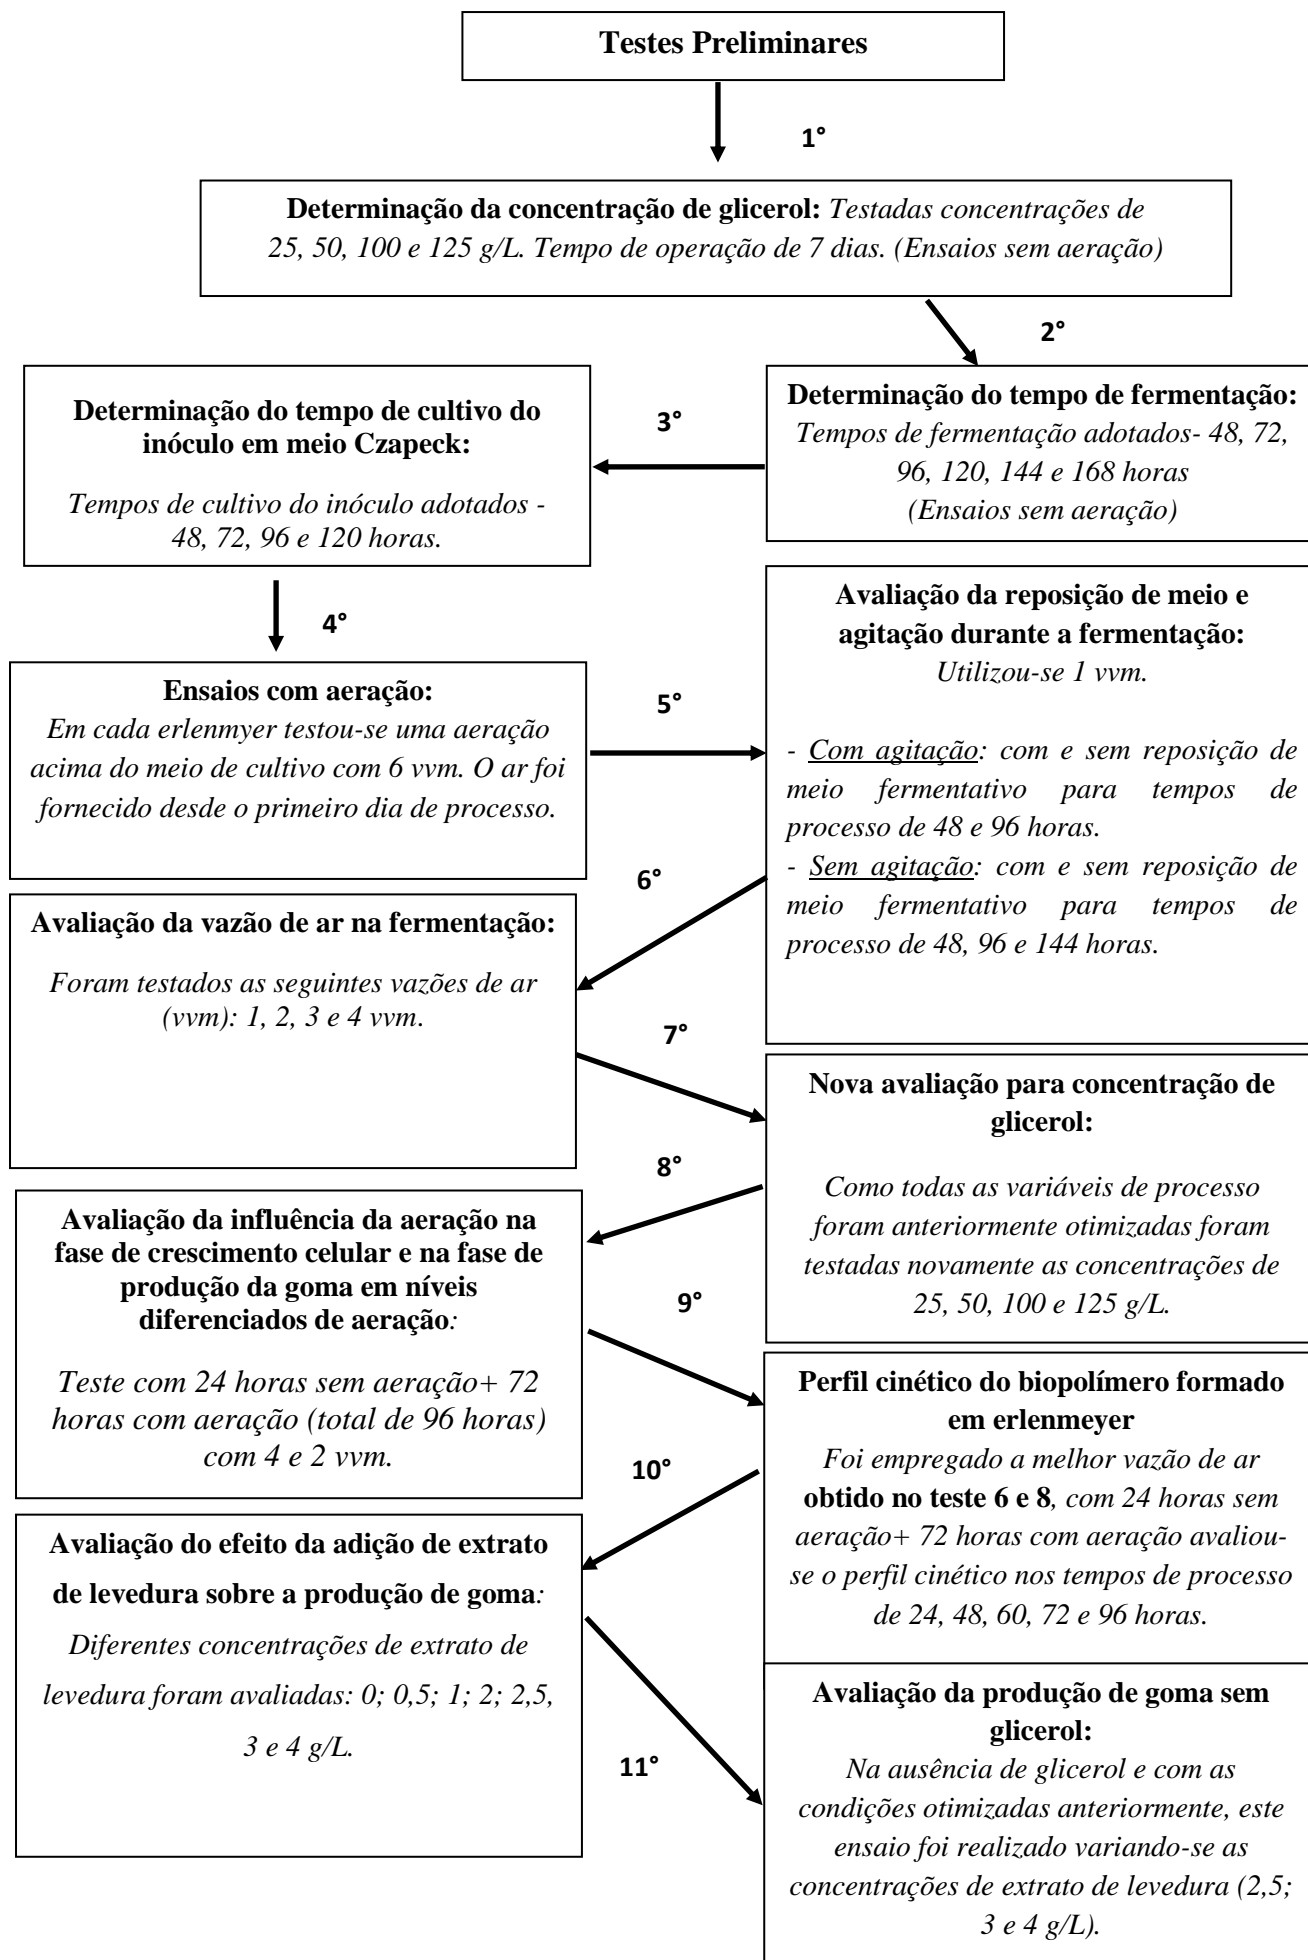 Testes Preliminares
1°
Determinação da concentração de glicerol: Testadas concentrações de
25, 50, 100 e 125 g/L. Tempo de operação de 7 dias. (Ensaios sem aeração)
2°
Determinação do tempo de fermentação:
Tempos de fermentação adotados- 48, 72,
96, 120, 144 e 168 horas
(Ensaios sem aeração)
3°
Determinação do tempo de cultivo do
inóculo em meio Czapeck:
Tempos de cultivo do inóculo adotados -
48, 72, 96 e 120 horas.
4°
Ensaios com aeração:
Em cada erlenmyer testou-se uma aeração
acima do meio de cultivo com 6 vvm. O ar foi
fornecido desde o primeiro dia de processo.
5°
Avaliação da reposição de meio e
agitação durante a fermentação:
Utilizou-se 1 vvm.
- Com agitação: com e sem reposição de
meio fermentativo para tempos de
processo de 48 e 96 horas.
- Sem agitação: com e sem reposição de
meio fermentativo para tempos de
processo de 48, 96 e 144 horas.
6°
Avaliação da vazão de ar na fermentação:
Foram testados as seguintes vazões de ar
(vvm): 1, 2, 3 e 4 vvm.
7°
Nova avaliação para concentração de
glicerol:
Como todas as variáveis de processo
foram anteriormente otimizadas foram
testadas novamente as concentrações de
25, 50, 100 e 125 g/L.
8°
Avaliação da influência da aeração na
fase de crescimento celular e na fase de
produção da goma em níveis
diferenciados de aeração:
Teste com 24 horas sem aeração+ 72
horas com aeração (total de 96 horas)
com 4 e 2 vvm.
9°
Perfil cinético do biopolímero formado
em erlenmeyer
Foi empregado a melhor vazão de ar
obtido no teste 6 e 8, com 24 horas sem
aeração+ 72 horas com aeração avaliou-
se o perfil cinético nos tempos de processo
de 24, 48, 60, 72 e 96 horas.
10°
Avaliação do efeito da adição de extrato
de levedura sobre a produção de goma:
Diferentes concentrações de extrato de
levedura foram avaliadas: 0; 0,5; 1; 2; 2,5,
3 e 4 g/L.
11°
Avaliação da produção de goma sem
glicerol:
Na ausência de glicerol e com as
condições otimizadas anteriormente, este
ensaio foi realizado variando-se as
concentrações de extrato de levedura (2,5;
3 e 4 g/L).